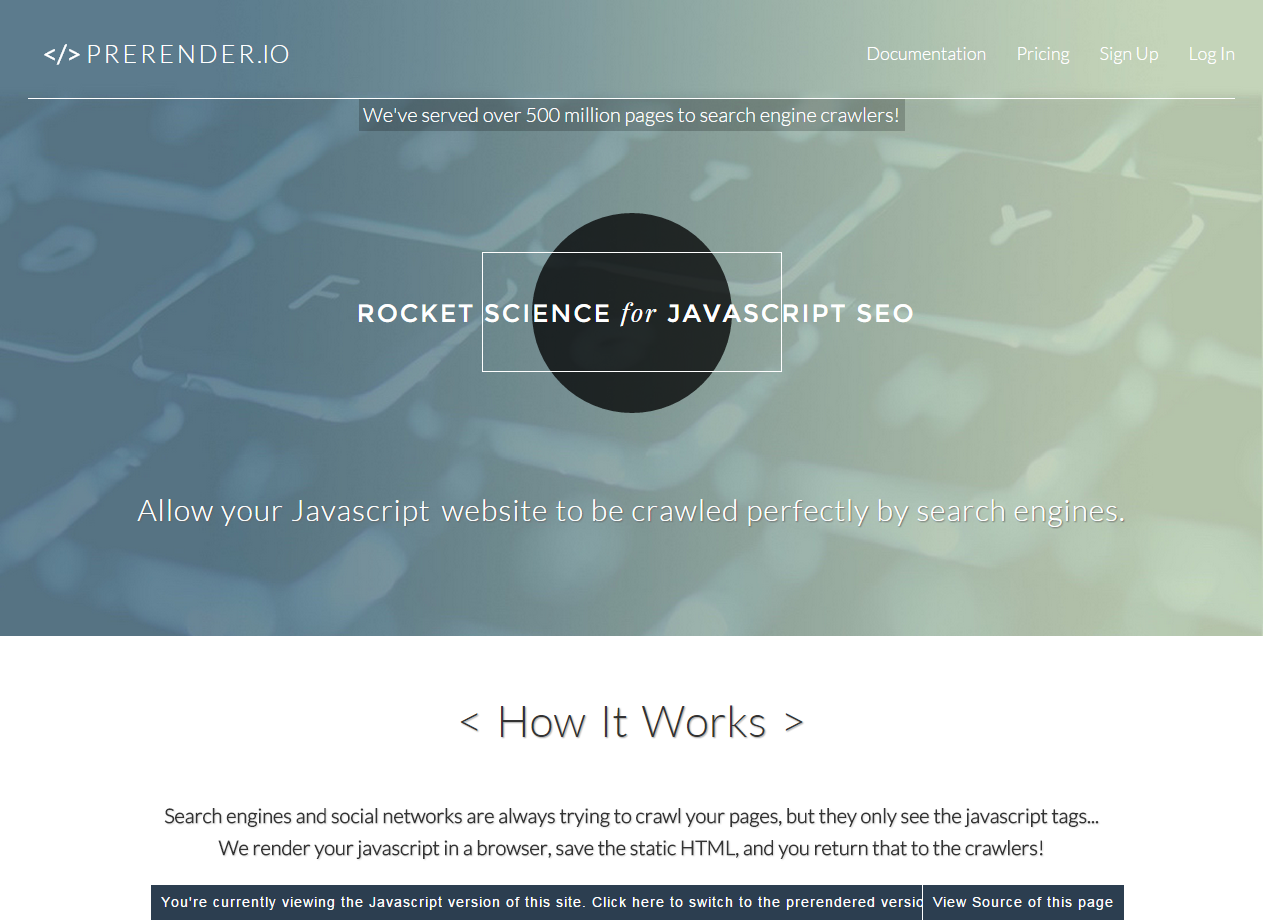 </> PRERENDER.IO
Documentation Pricing Sign Up Log In
We've served over 500 million pages to search engine crawlers!
ROCKET SCIENCE for JAVASCRIPT SEO
Allow your Javascript website to be crawled perfectly by search engines.
< How It Works >
Search engines and social networks are always trying to crawl your pages, but they only see the javascript tags...
We render your javascript in a browser, save the static HTML, and you return that to the crawlers!
You're currently viewing the Javascript version of this site. Click here to switch to the prerendered versio
View Source of this page